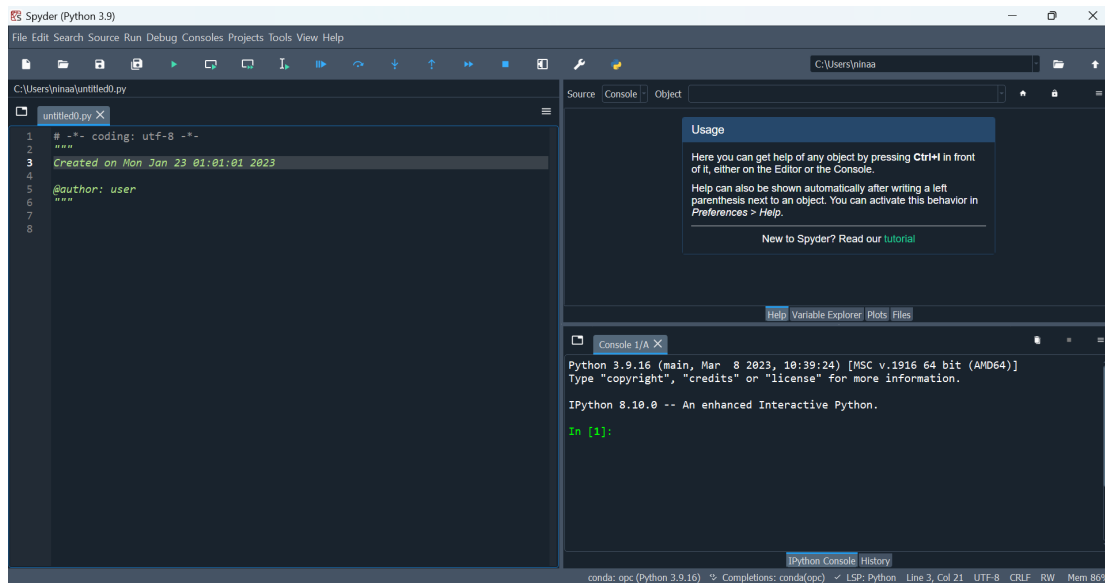 Spyder (Python 3.9)
File Edit Search Source Run Debug Consoles Projects Tools View Help
C:\Users\ninaa
C:\Users\ninaa\untitled0.py
untitled0.py
1 # -*- coding: utf-8 -*-
2 """
3 Created on Mon Jan 23 01:01:01 2023
4
5 @author: user
6 """
7
8
Source Console Object
Usage
Here you can get help of any object by pressing Ctrl+I in front
of it, either on the Editor or the Console.
Help can also be shown automatically after writing a left
parenthesis next to an object. You can activate this behavior in
Preferences > Help.
New to Spyder? Read our tutorial
Help Variable Explorer Plots Files
Console 1/A
Python 3.9.16 (main, Mar  8 2023, 10:39:24) [MSC v.1916 64 bit (AMD64)]
Type "copyright", "credits" or "license" for more information.
IPython 8.10.0 -- An enhanced Interactive Python.
In [1]:
IPython Console History
conda: opc (Python 3.9.16) Completions: conda(opc) LSP: Python Line 3, Col 21 UTF-8 CRLF RW Mem 86%